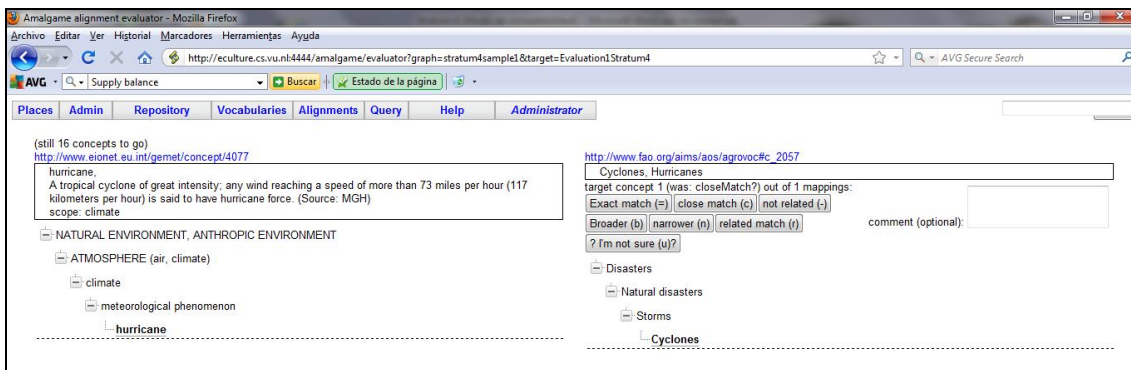 Amalgame alignment evaluator - Mozilla Firefox
Archivo Editar Ver Historial Marcadores Herramientas Ayuda
http://eculture.cs.vu.nl:4444/amalgame/evaluator?graph=stratum4sample1&target=Evaluation1Stratum4
AVG Secure Search
AVG Supply balance Buscar Estado de la página
Places Admin Repository Vocabularies Alignments Query Help Administrator
(still 16 concepts to go)
http://www.eionet.eu.int/gemet/concept/4077
hurricane,
A tropical cyclone of great intensity; any wind reaching a speed of more than 73 miles per hour (117
kilometers per hour) is said to have hurricane force. (Source: MGH)
scope: climate
NATURAL ENVIRONMENT, ANTHROPIC ENVIRONMENT
ATMOSPHERE (air, climate)
climate
meteorological phenomenon
hurricane
http://www.fao.org/aims/aos/agrovoc#c_2057
Cyclones, Hurricanes
target concept 1 (was: closeMatch?) out of 1 mappings:
Exact match (=) close match (c) not related (-)
Broader (b) narrower (n) related match (r)
comment (optional):
? I'm not sure (u)?
Disasters
Natural disasters
Storms
Cyclones